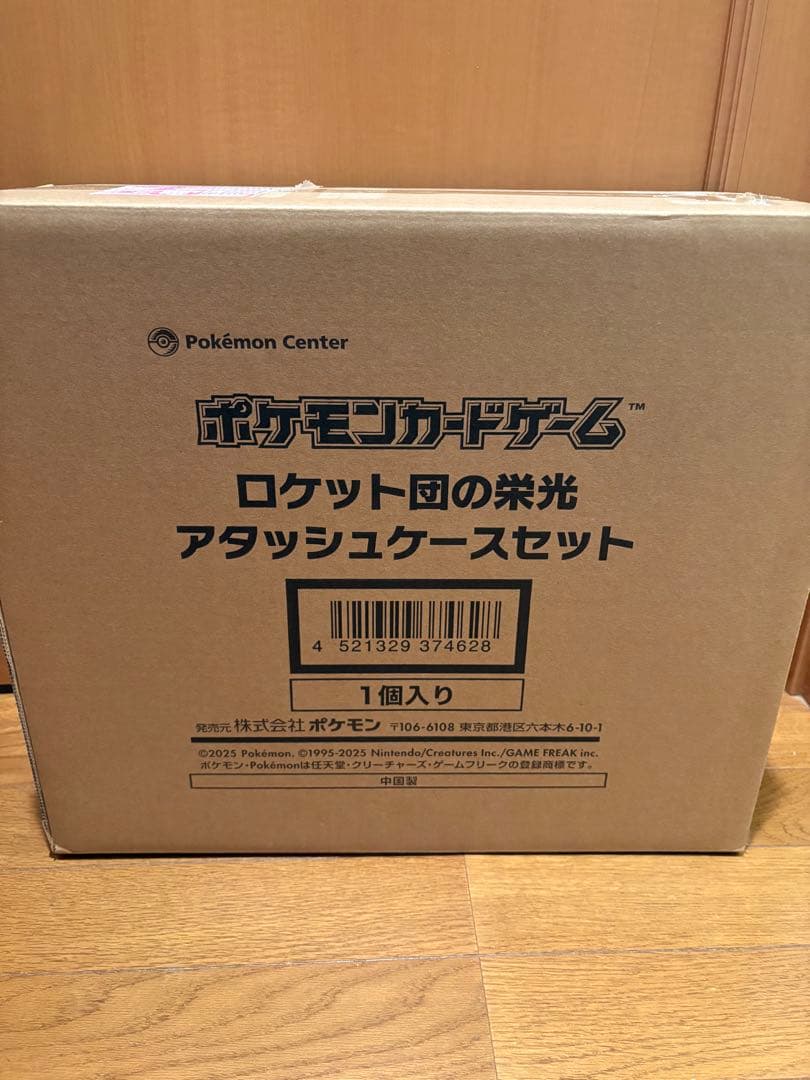 Pokémon Center
ポケモンカードゲーム™
ロケット団の栄光
アタッシュケースセット
4 521329 374628
1個入り
発売元 株式会社 ポケモン 〒106-6108 東京都港区六本木6-10-1
©2025 Pokémon. ©1995-2025 Nintendo/Creatures Inc./GAME FREAK inc.
ポケモン・Pokémonは任天堂・クリーチャーズ・ゲームフリークの登録商標です。
中国製